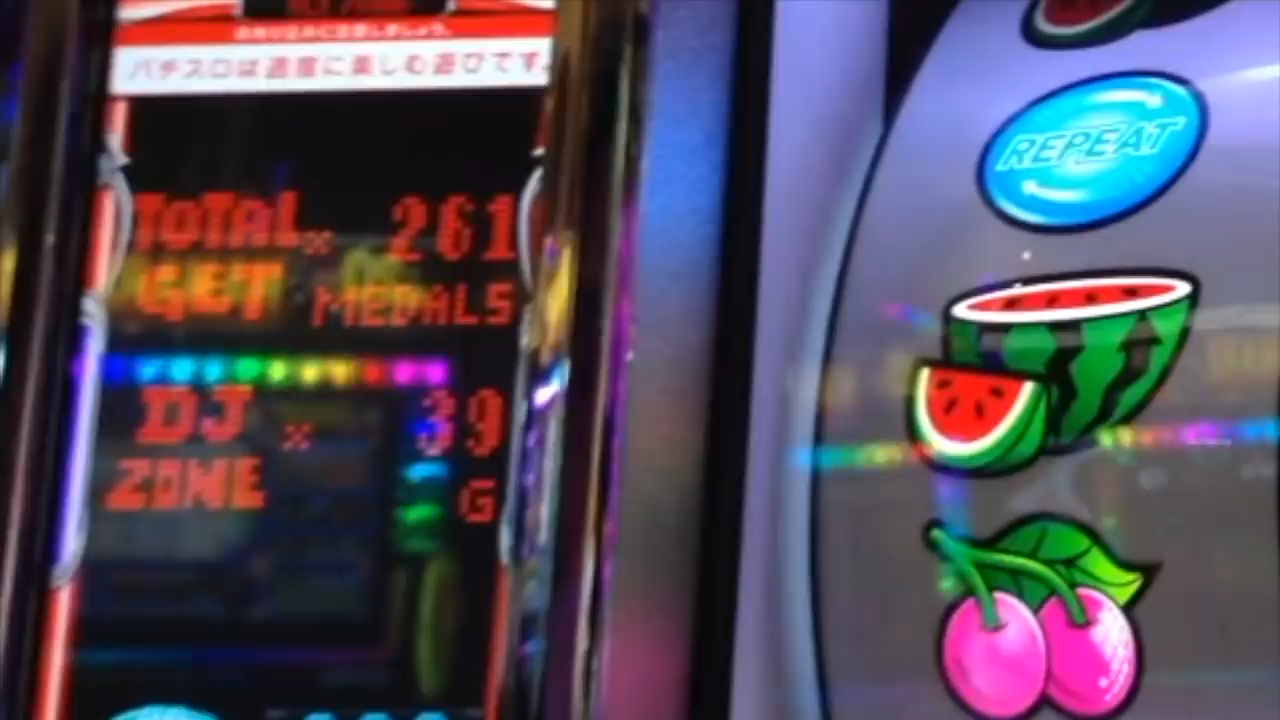 パチスロは適度に楽しむ遊びです。
TOTAL × 261
GET MEDALS
DJ × 39
ZONE G
REPEAT